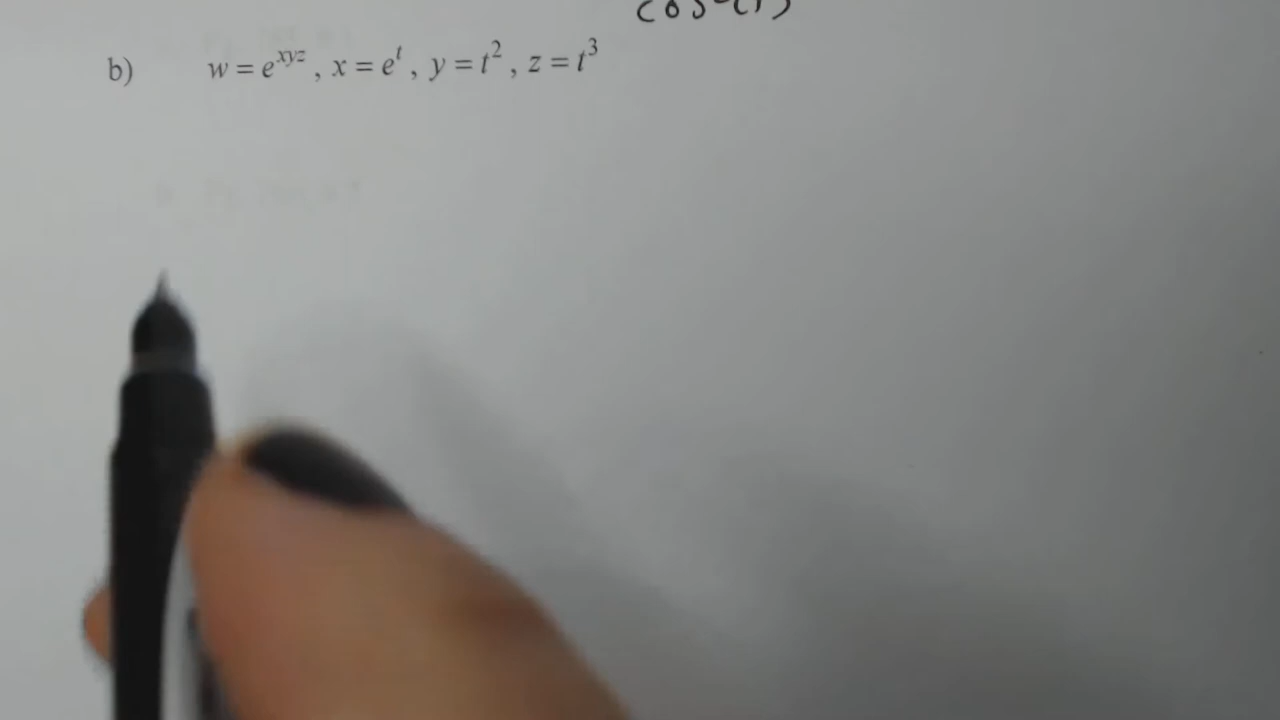 b) w = e^{xyz}, x = e^t, y = t^2, z = t^3